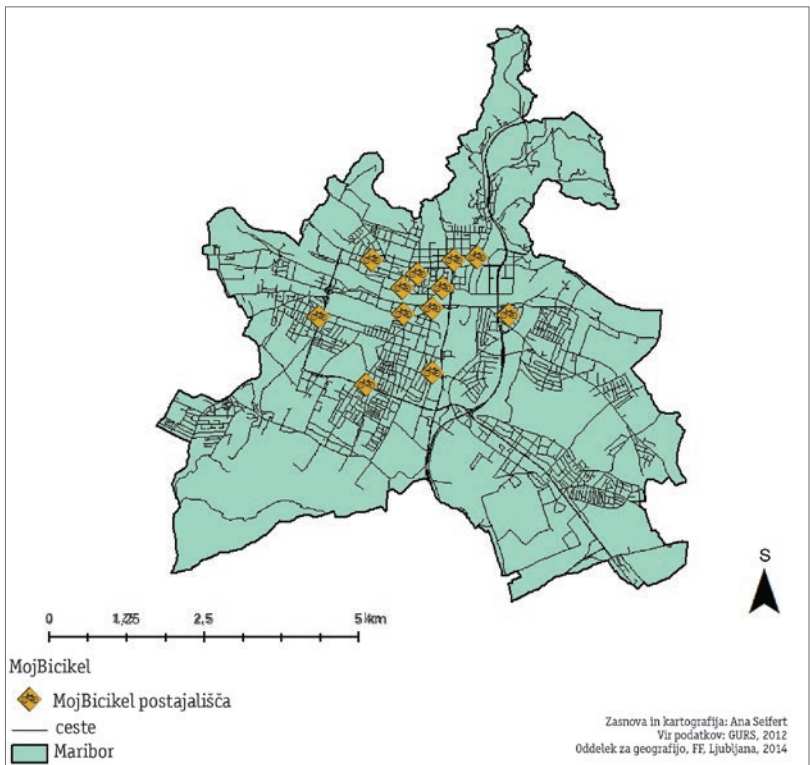 S
0 1,25 2,5 5 km
MojBicikel
MojBicikel postajališča
ceste
Maribor
Zasnova in kartografija: Ana Seifert
Vir podatkov: GURS, 2012
Oddelek za geografijo, FF, Ljubljana, 2014